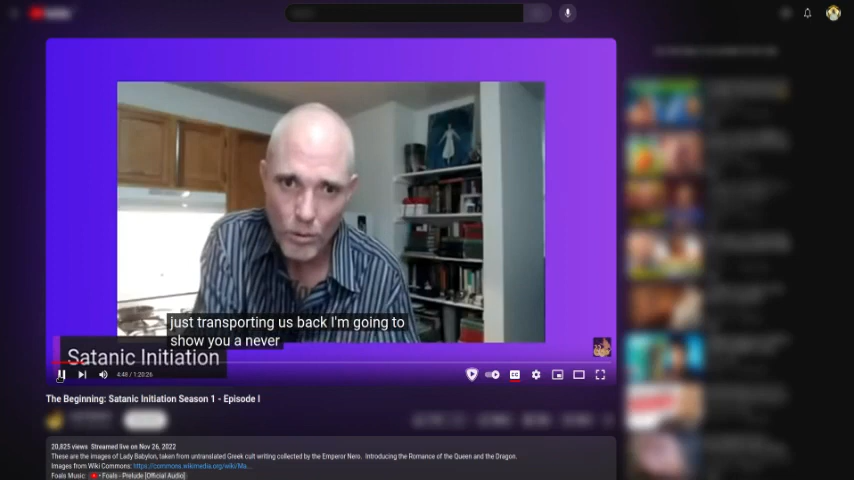 just transporting us back I'm going to
show you a never
Satanic Initiation
4:48 / 1:20:26
CC
The Beginning: Satanic Initiation Season 1 - Episode I
20,825 views Streamed live on Nov 26, 2022
These are the images of Lady Babylon, taken from untranslated Greek cult writing collected by the Emperor Nero. Introducing the Romance of the Queen and the Dragon.
Images from Wiki Commons: https://commons.wikimedia.org/wiki/Ma...
Foals Music: • Foals - Prelude [Official Audio]